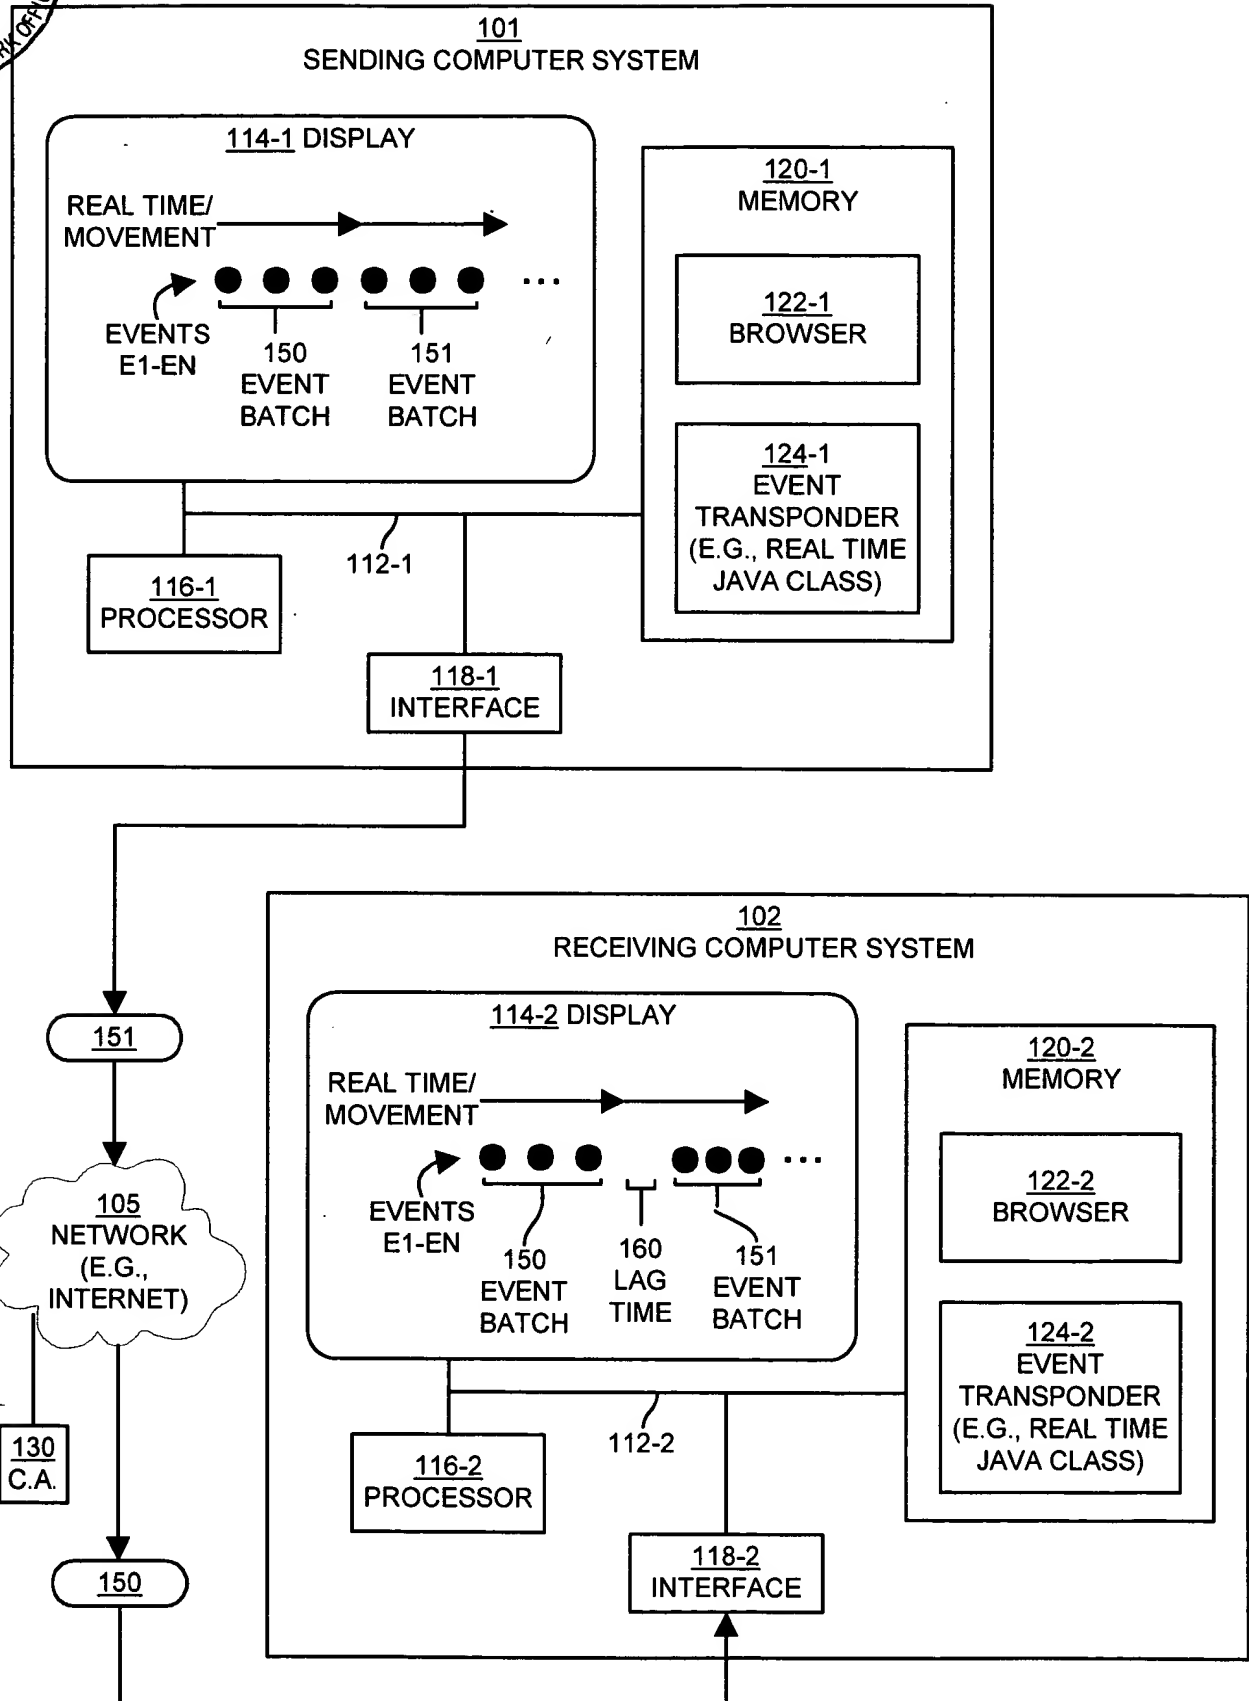 101
SENDING COMPUTER SYSTEM
114-1 DISPLAY
REAL TIME/
MOVEMENT
EVENTS
E1-EN
150
EVENT
BATCH
151
EVENT
BATCH
...
120-1
MEMORY
122-1
BROWSER
124-1
EVENT
TRANSPONDER
(E.G., REAL TIME
JAVA CLASS)
112-1
116-1
PROCESSOR
118-1
INTERFACE
151
105
NETWORK
(E.G.,
INTERNET)
130
C.A.
150
102
RECEIVING COMPUTER SYSTEM
114-2 DISPLAY
REAL TIME/
MOVEMENT
EVENTS
E1-EN
150
EVENT
BATCH
160
LAG
TIME
151
EVENT
BATCH
...
120-2
MEMORY
122-2
BROWSER
124-2
EVENT
TRANSPONDER
(E.G., REAL TIME
JAVA CLASS)
112-2
116-2
PROCESSOR
118-2
INTERFACE